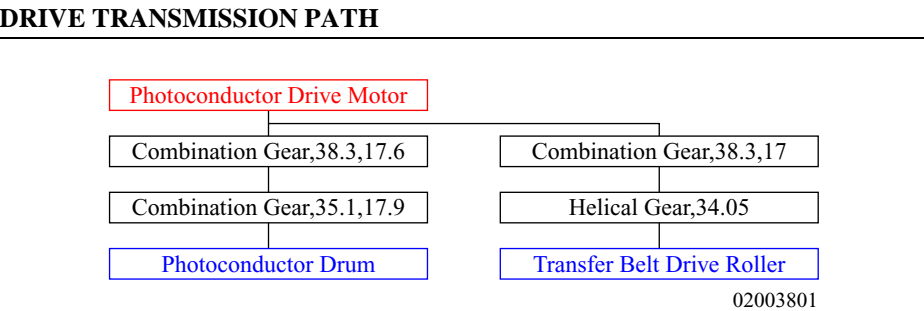 DRIVE TRANSMISSION PATH
Photoconductor Drive Motor
Combination Gear,38.3,17.6
Combination Gear,38.3,17
Combination Gear,35.1,17.9
Helical Gear,34.05
Photoconductor Drum
Transfer Belt Drive Roller
02003801